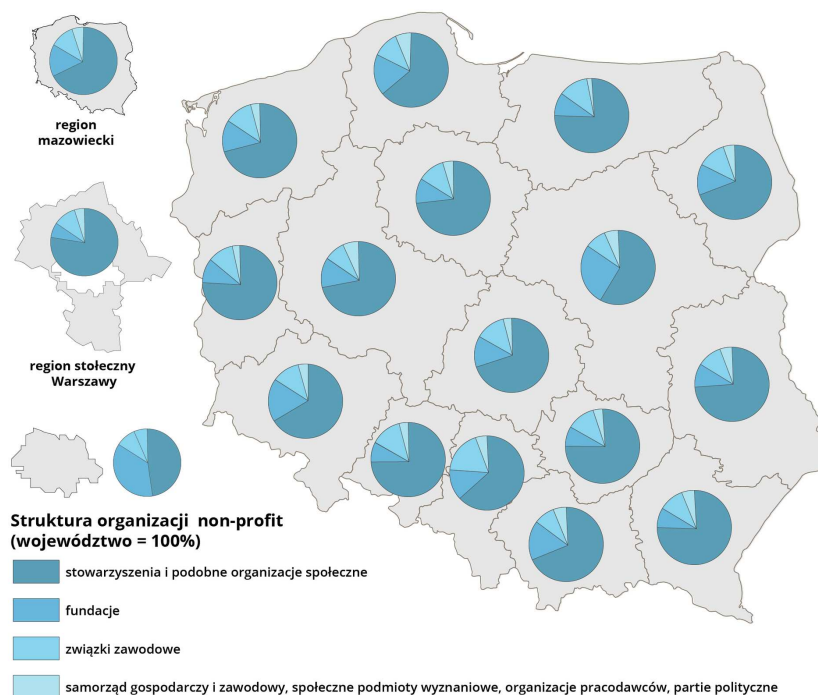 region
mazowiecki
region stołeczny
Warszawy
Struktura organizacji non-profit
(województwo = 100%)
stowarzyszenia i podobne organizacje społeczne
fundacje
związki zawodowe
samorząd gospodarczy i zawodowy, społeczne podmioty wyznaniowe, organizacje pracodawców, partie polityczne